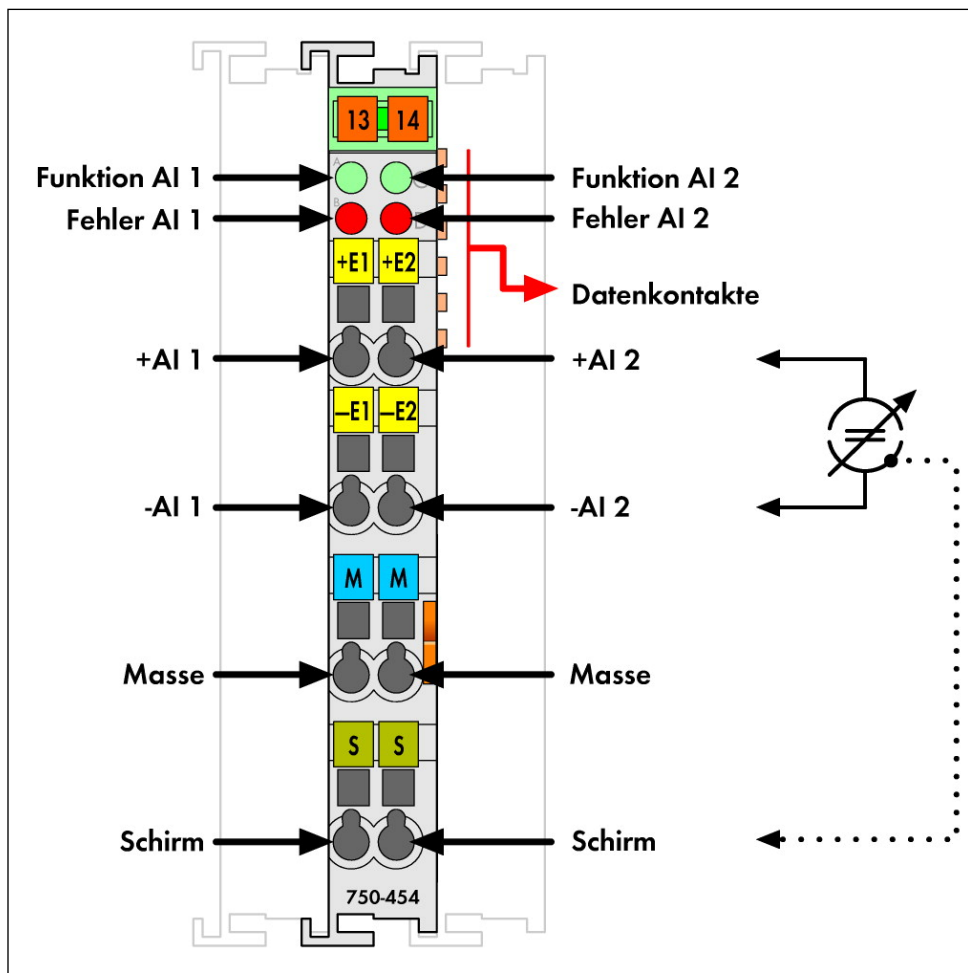 13 14
A C
Funktion AI 1 Funktion AI 2
B D
Fehler AI 1 Fehler AI 2
+E1 +E2
Datenkontakte
+AI 1 +AI 2
–E1 –E2
-AI 1 -AI 2
M M
Masse Masse
S S
Schirm Schirm
750-454